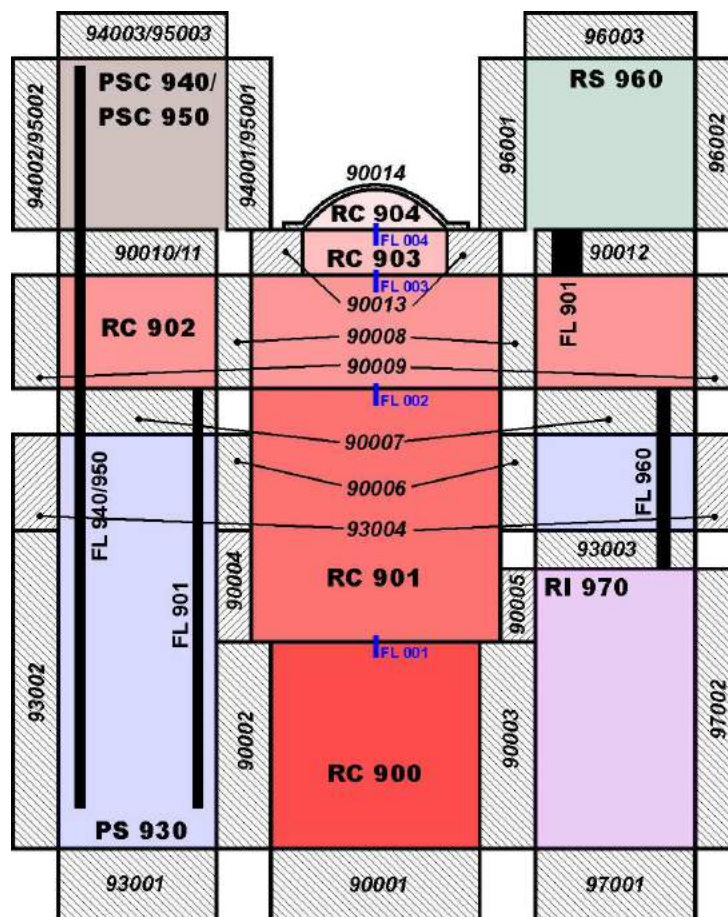 94003/95003
96003
PSC 940/
PSC 950
RS 960
94002/95002
94001/95001
96001
96002
90014
RC 904
FL 004
90010/11
RC 903
90012
FL 003
90013
FL 901
RC 902
90008
90009
FL 002
90007
FL 940/950
90006
FL 960
93004
93003
90004
RC 901
90005
RI 970
FL 901
FL 001
93002
90002
90003
97002
RC 900
PS 930
93001
90001
97001